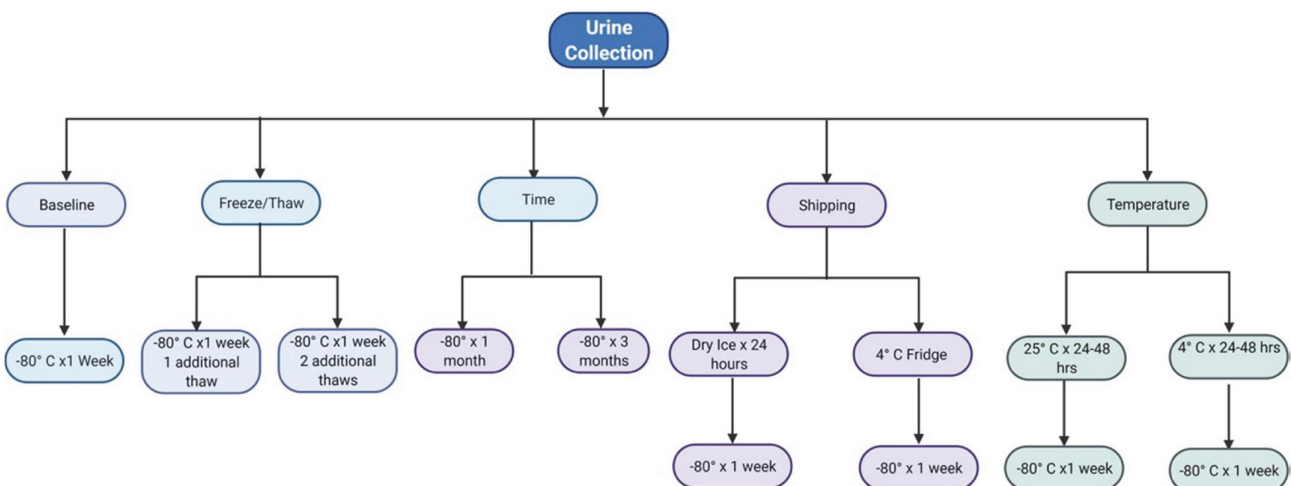 Urine
Collection
Baseline
Freeze/Thaw
Time
Shipping
Temperature
-80° C x1 Week
-80° C x1 week
1 additional
thaw
-80° C x1 week
2 additional
thaws
-80° x 1
month
-80° x 3
months
Dry Ice x 24
hours
4° C Fridge
25° C x 24-48
hrs
4° C x 24-48 hrs
-80° x 1 week
-80° x 1 week
-80° C x1 week
-80° C x 1 week